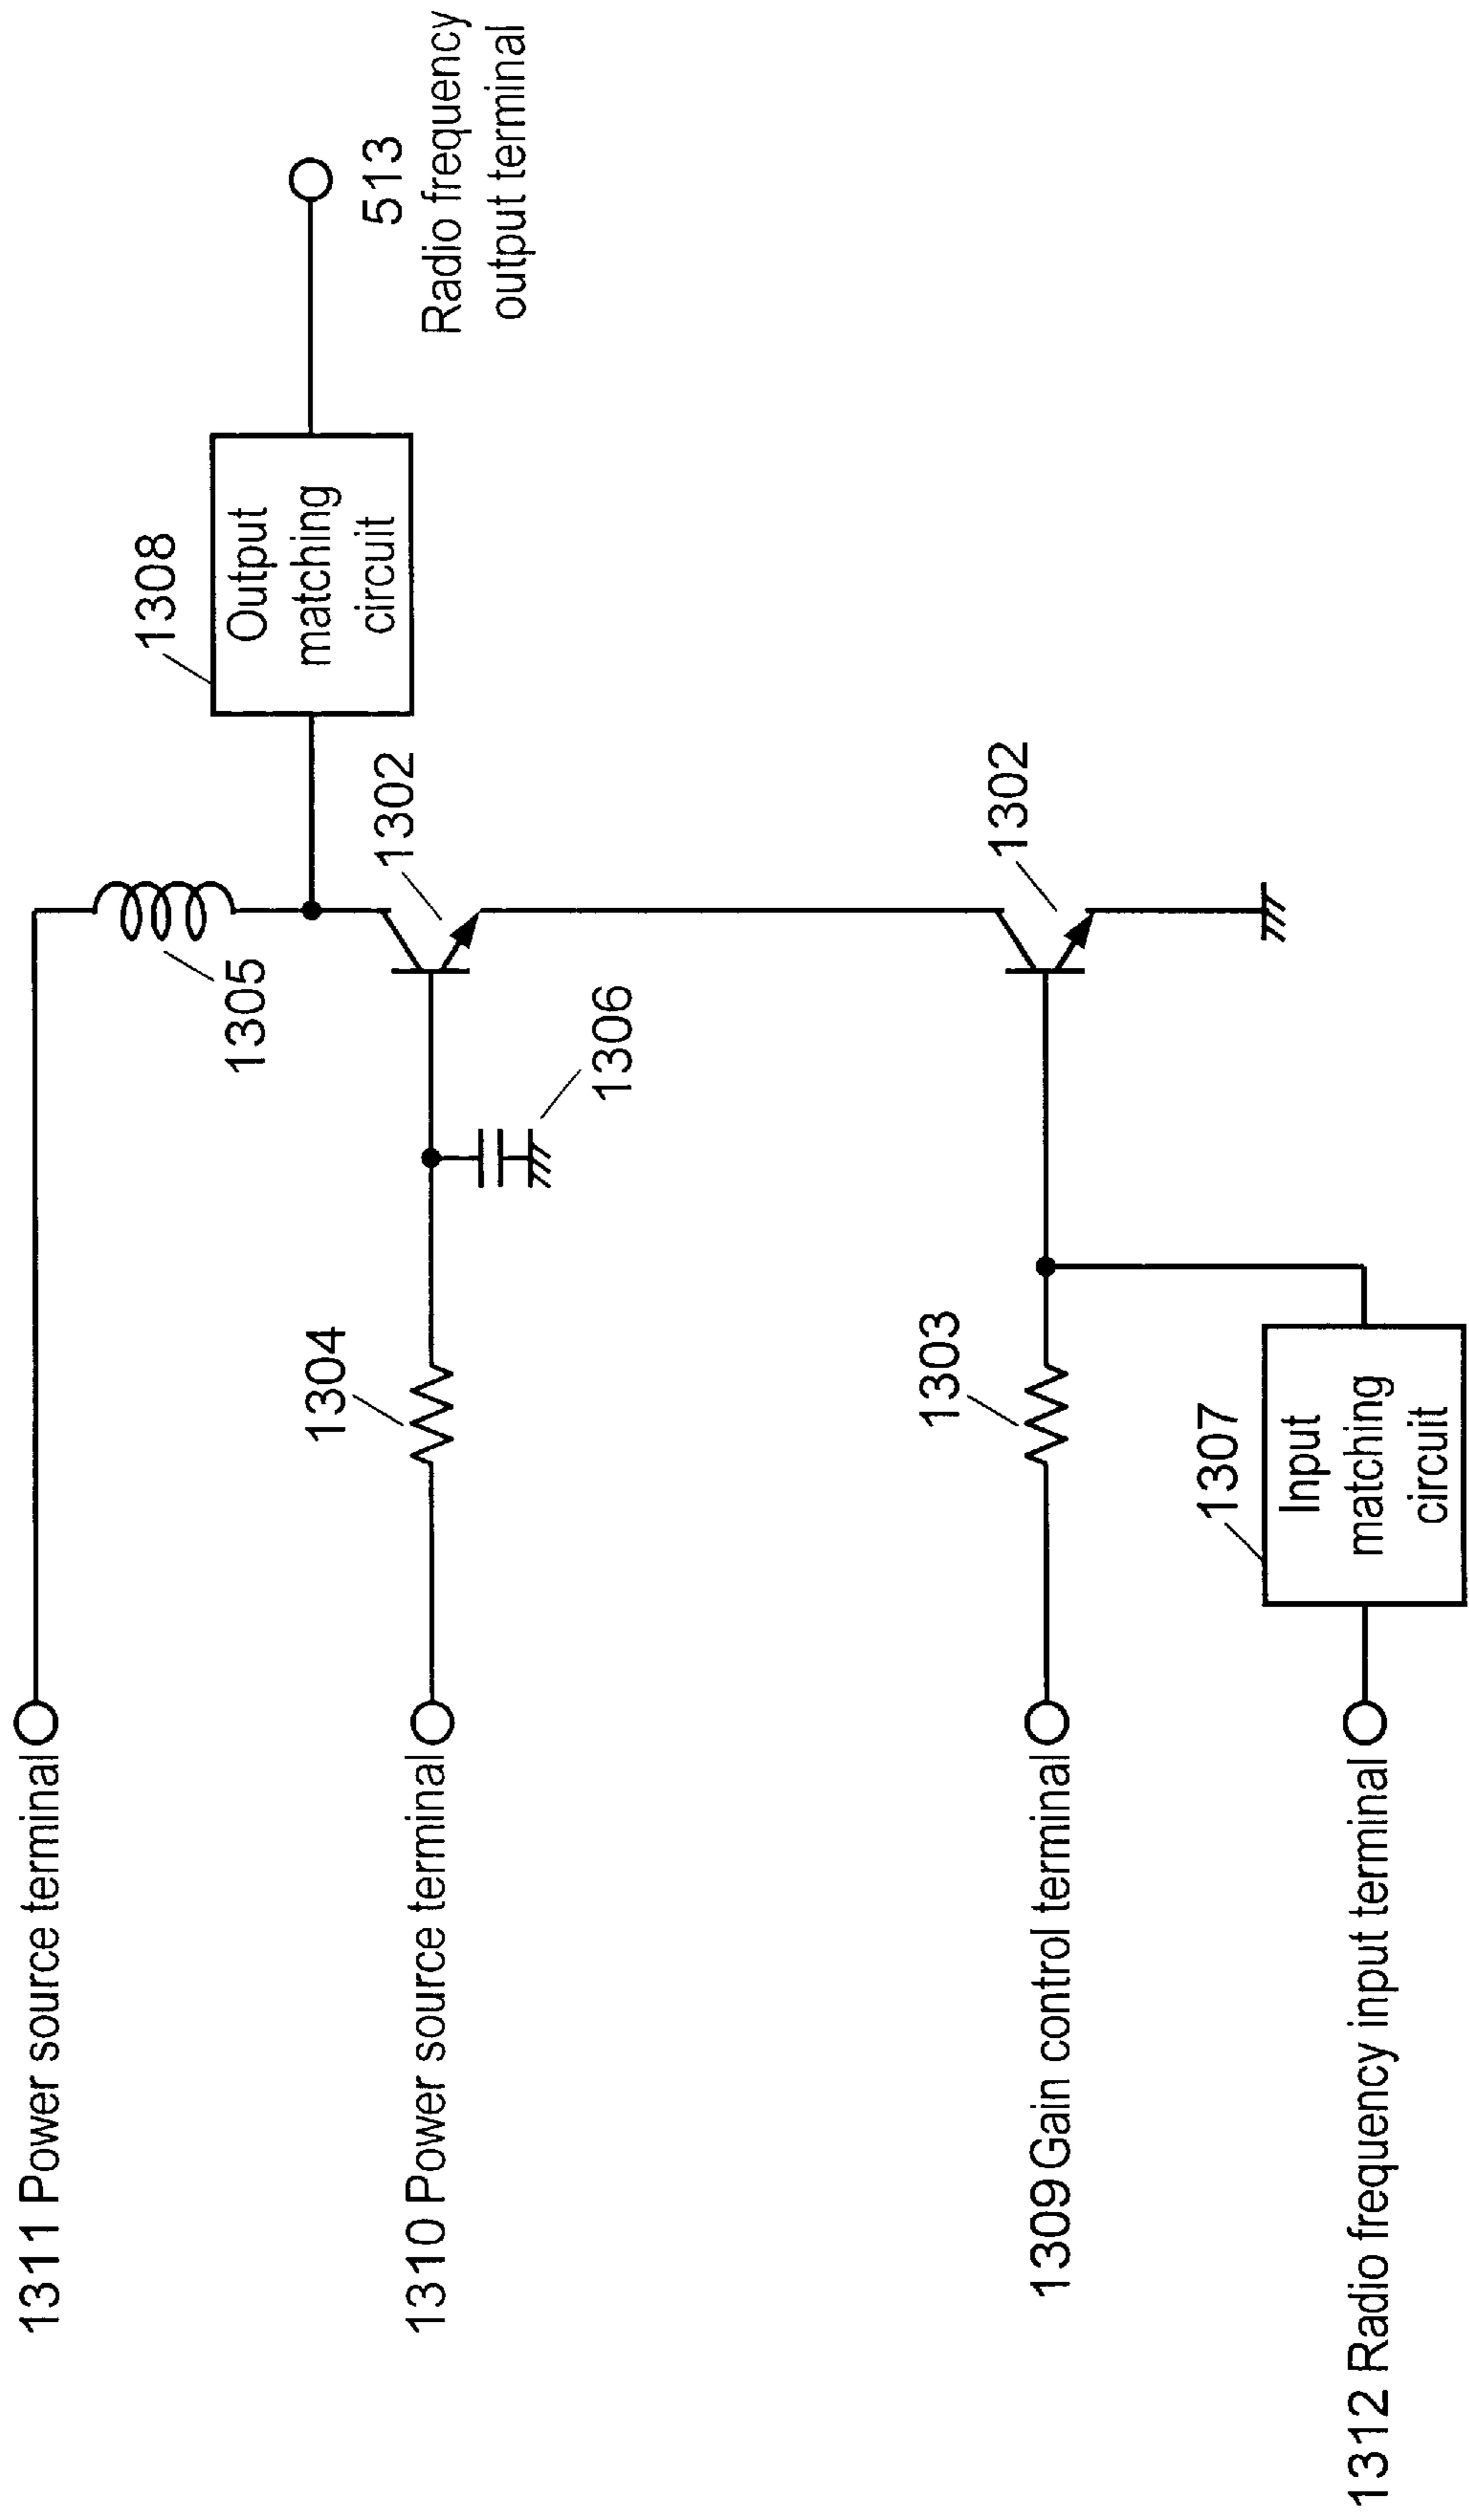 1311 Power source terminal
1305
1308
Output
matching
circuit
513
Radio frequency
output terminal
1302
1310 Power source terminal
1304
1306
1302
1309 Gain control terminal
1303
1307
Input
matching
circuit
1312 Radio frequency input terminal